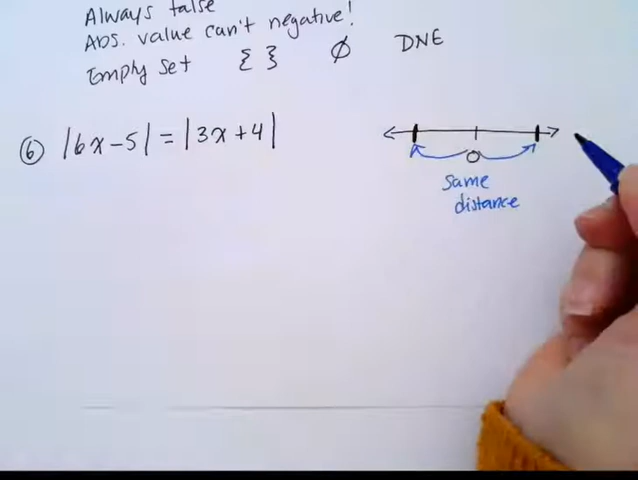 Always false
Abs. value can't negative!
Empty Set { } Ø DNE
6 |6x-5| = |3x+4|
0
Same
distance